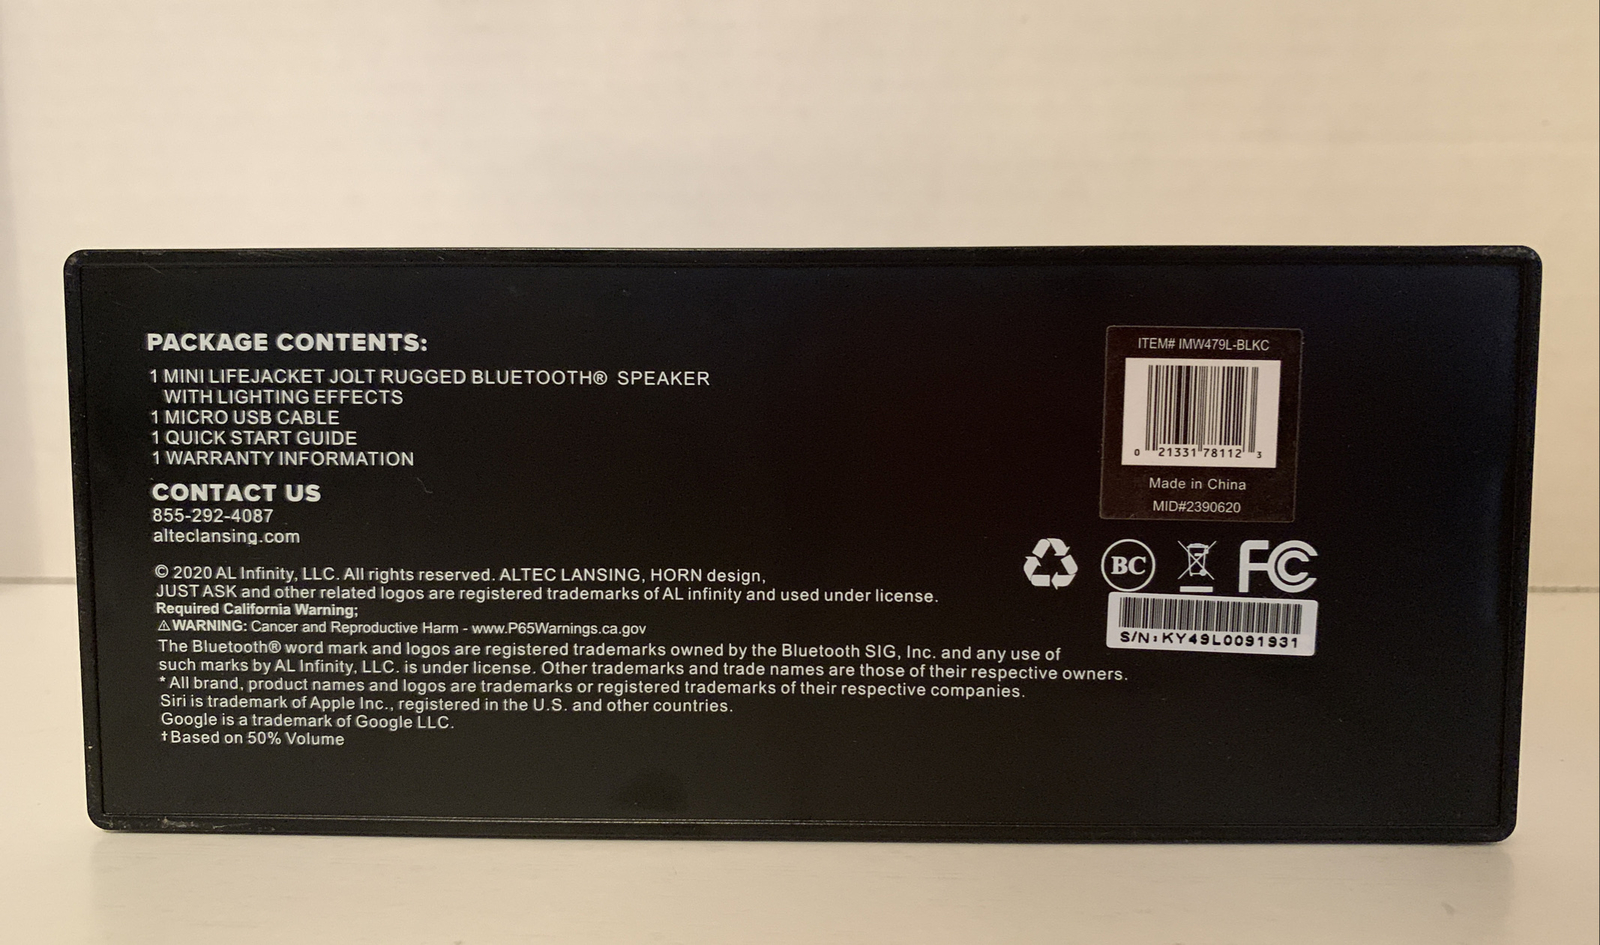 PACKAGE CONTENTS:
1 MINI LIFEJACKET JOLT RUGGED BLUETOOTH® SPEAKER
WITH LIGHTING EFFECTS
1 MICRO USB CABLE
1 QUICK START GUIDE
1 WARRANTY INFORMATION
CONTACT US
855-292-4087
alteclansing.com
© 2020 AL Infinity, LLC. All rights reserved. ALTEC LANSING, HORN design,
JUST ASK and other related logos are registered trademarks of AL infinity and used under license.
Required California Warning;
⚠WARNING: Cancer and Reproductive Harm - www.P65Warnings.ca.gov
The Bluetooth® word mark and logos are registered trademarks owned by the Bluetooth SIG, Inc. and any use of
such marks by AL Infinity, LLC. is under license. Other trademarks and trade names are those of their respective owners.
* All brand, product names and logos are trademarks or registered trademarks of their respective companies.
Siri is trademark of Apple Inc., registered in the U.S. and other countries.
Google is a trademark of Google LLC.
†Based on 50% Volume
ITEM# IMW479L-BLKC
0 21331 78112 3
Made in China
MID#2390620
BC FC
S/N:KY49L0091931